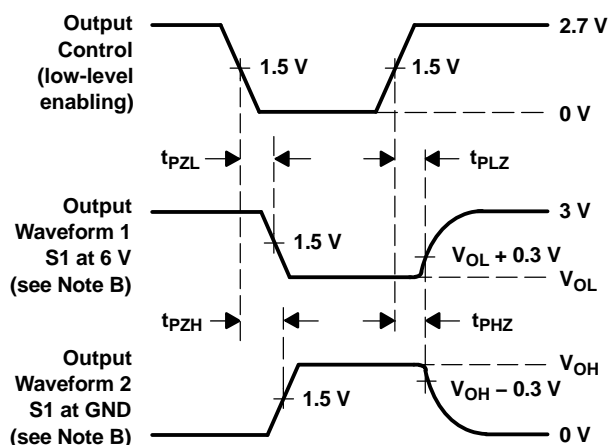 Output
Control
(low-level
enabling)
2.7 V
1.5 V
1.5 V
0 V
tPZL
tPLZ
Output
Waveform 1
S1 at 6 V
(see Note B)
3 V
1.5 V
VOL + 0.3 V
VOL
tPZH
tPHZ
Output
Waveform 2
S1 at GND
(see Note B)
VOH
1.5 V
VOH – 0.3 V
0 V